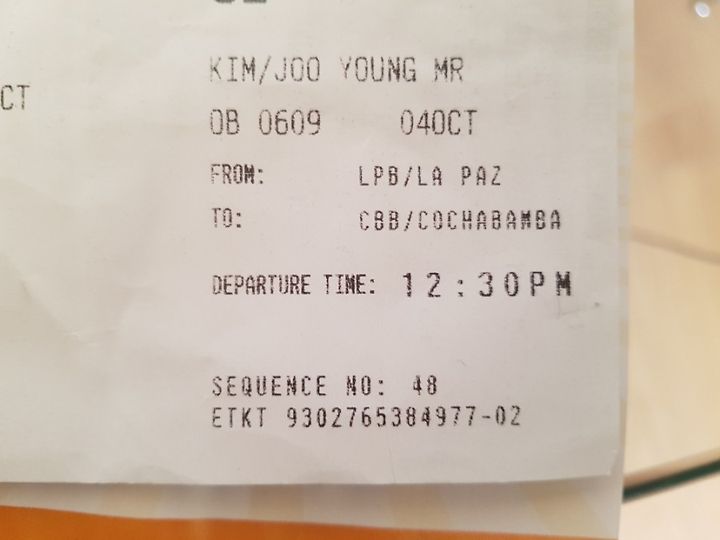 CT
KIM/JOO YOUNG MR
OB 0609 04OCT
FROM: LPB/LA PAZ
TO: CBB/COCHABAMBA
DEPARTURE TIME: 12:30PM
SEQUENCE NO: 48
ETKT 9302765384977-02